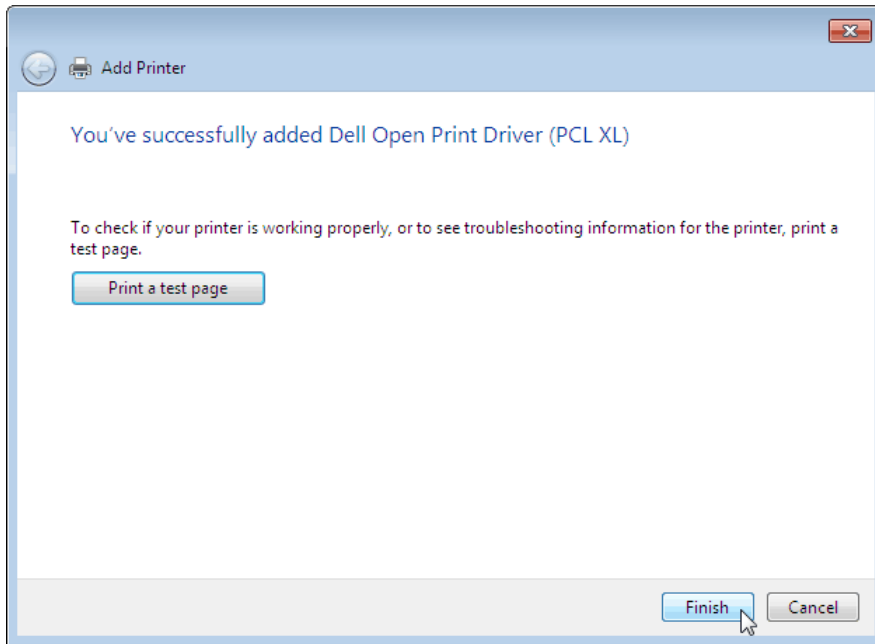 Add Printer
You've successfully added Dell Open Print Driver (PCL XL)
To check if your printer is working properly, or to see troubleshooting information for the printer, print a
test page.
Print a test page
Finish
Cancel